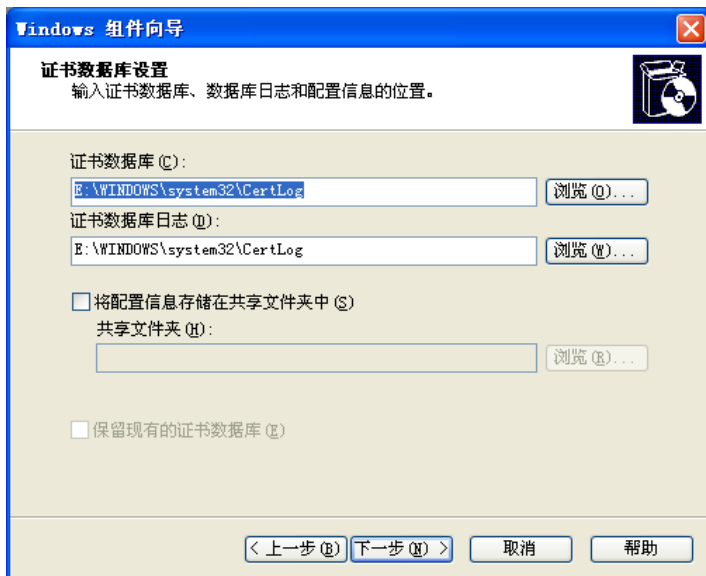 Windows 组件向导
证书数据库设置
输入证书数据库、数据库日志和配置信息的位置。
证书数据库(C):
E:\WINDOWS\system32\CertLog
浏览(O)...
证书数据库日志(D):
E:\WINDOWS\system32\CertLog
浏览(W)...
将配置信息存储在共享文件夹中(S)
共享文件夹(H):
浏览(R)...
保留现有的证书数据库(E)
< 上一步(B)
下一步(N) >
取消
帮助